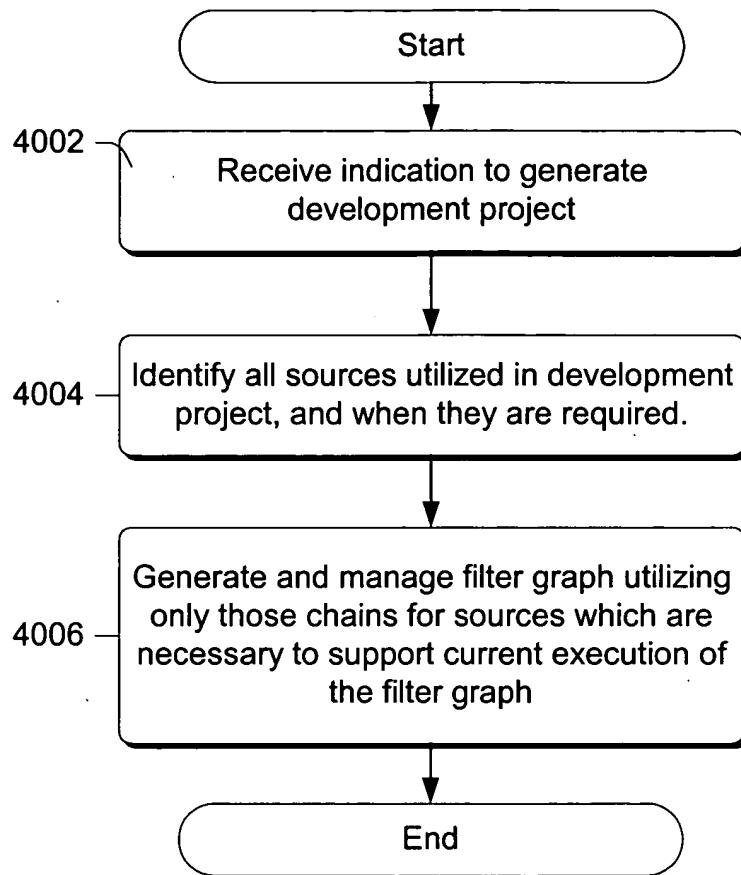 Start
4002
Receive indication to generate
development project
4004
Identify all sources utilized in development
project, and when they are required.
4006
Generate and manage filter graph utilizing
only those chains for sources which are
necessary to support current execution of
the filter graph
End